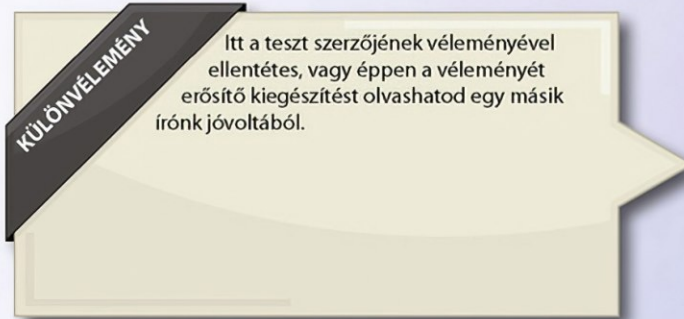 KÜLÖNVÉLEMÉNY
Itt a teszt szerzőjének véleményével
ellentétes, vagy éppen a véleményét
erősítő kiegészítést olvashatod egy másik
írónk jóvoltából.